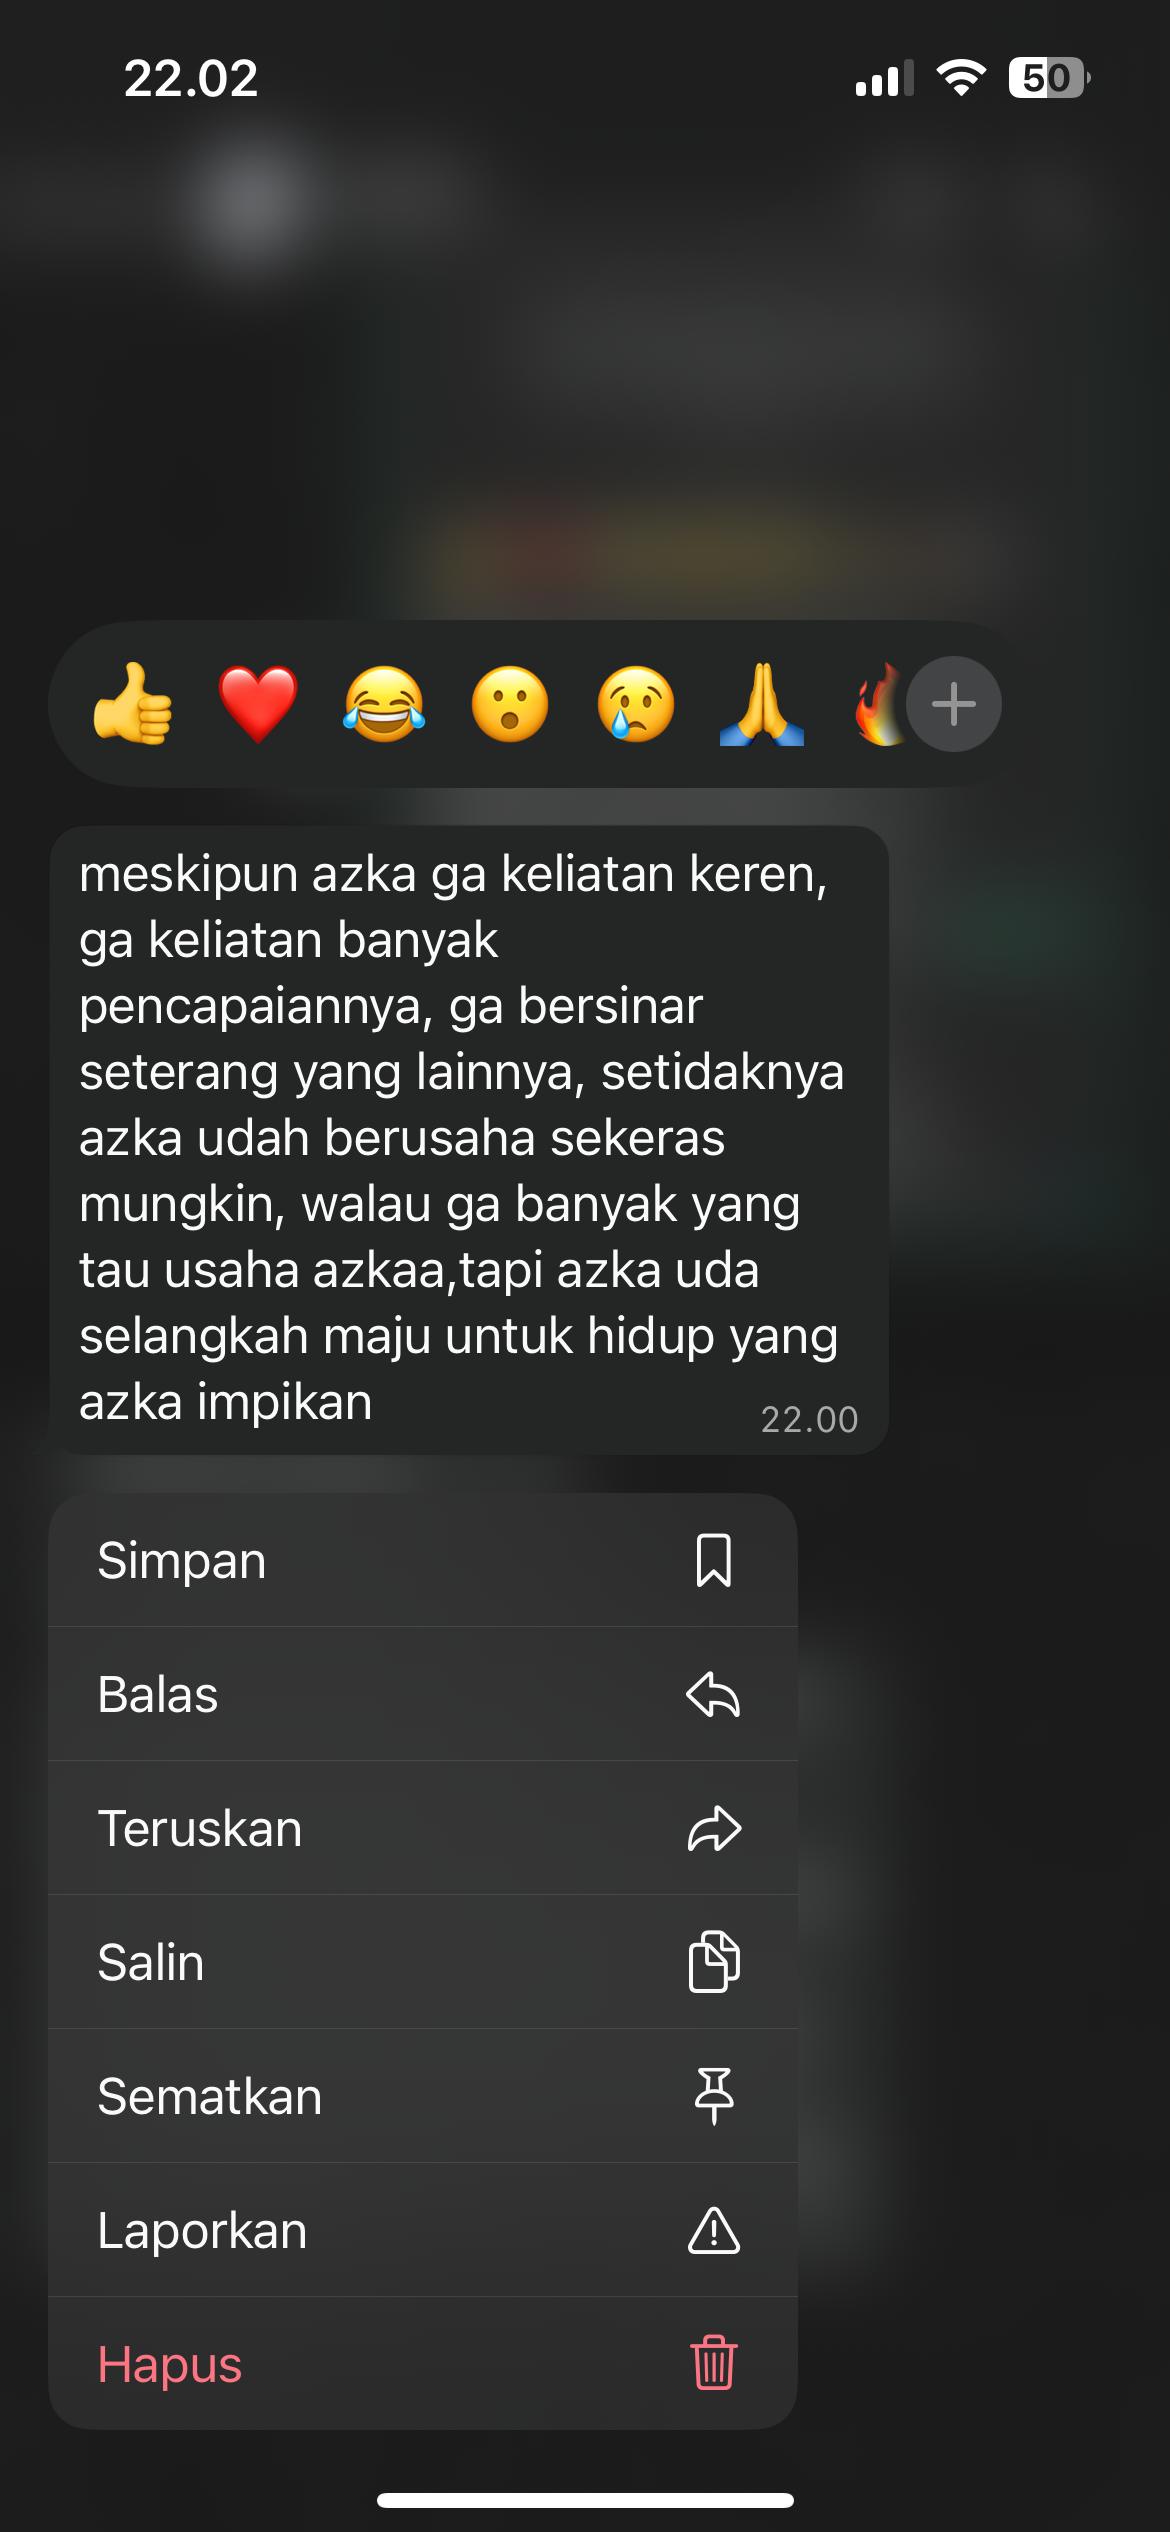 22.02
50
meskipun azka ga keliatan keren,
ga keliatan banyak
pencapaiannya, ga bersinar
seterang yang lainnya, setidaknya
azka udah berusaha sekeras
mungkin, walau ga banyak yang
tau usaha azkaa,tapi azka uda
selangkah maju untuk hidup yang
azka impikan
22.00
Simpan
Balas
Teruskan
Salin
Sematkan
Laporkan
Hapus